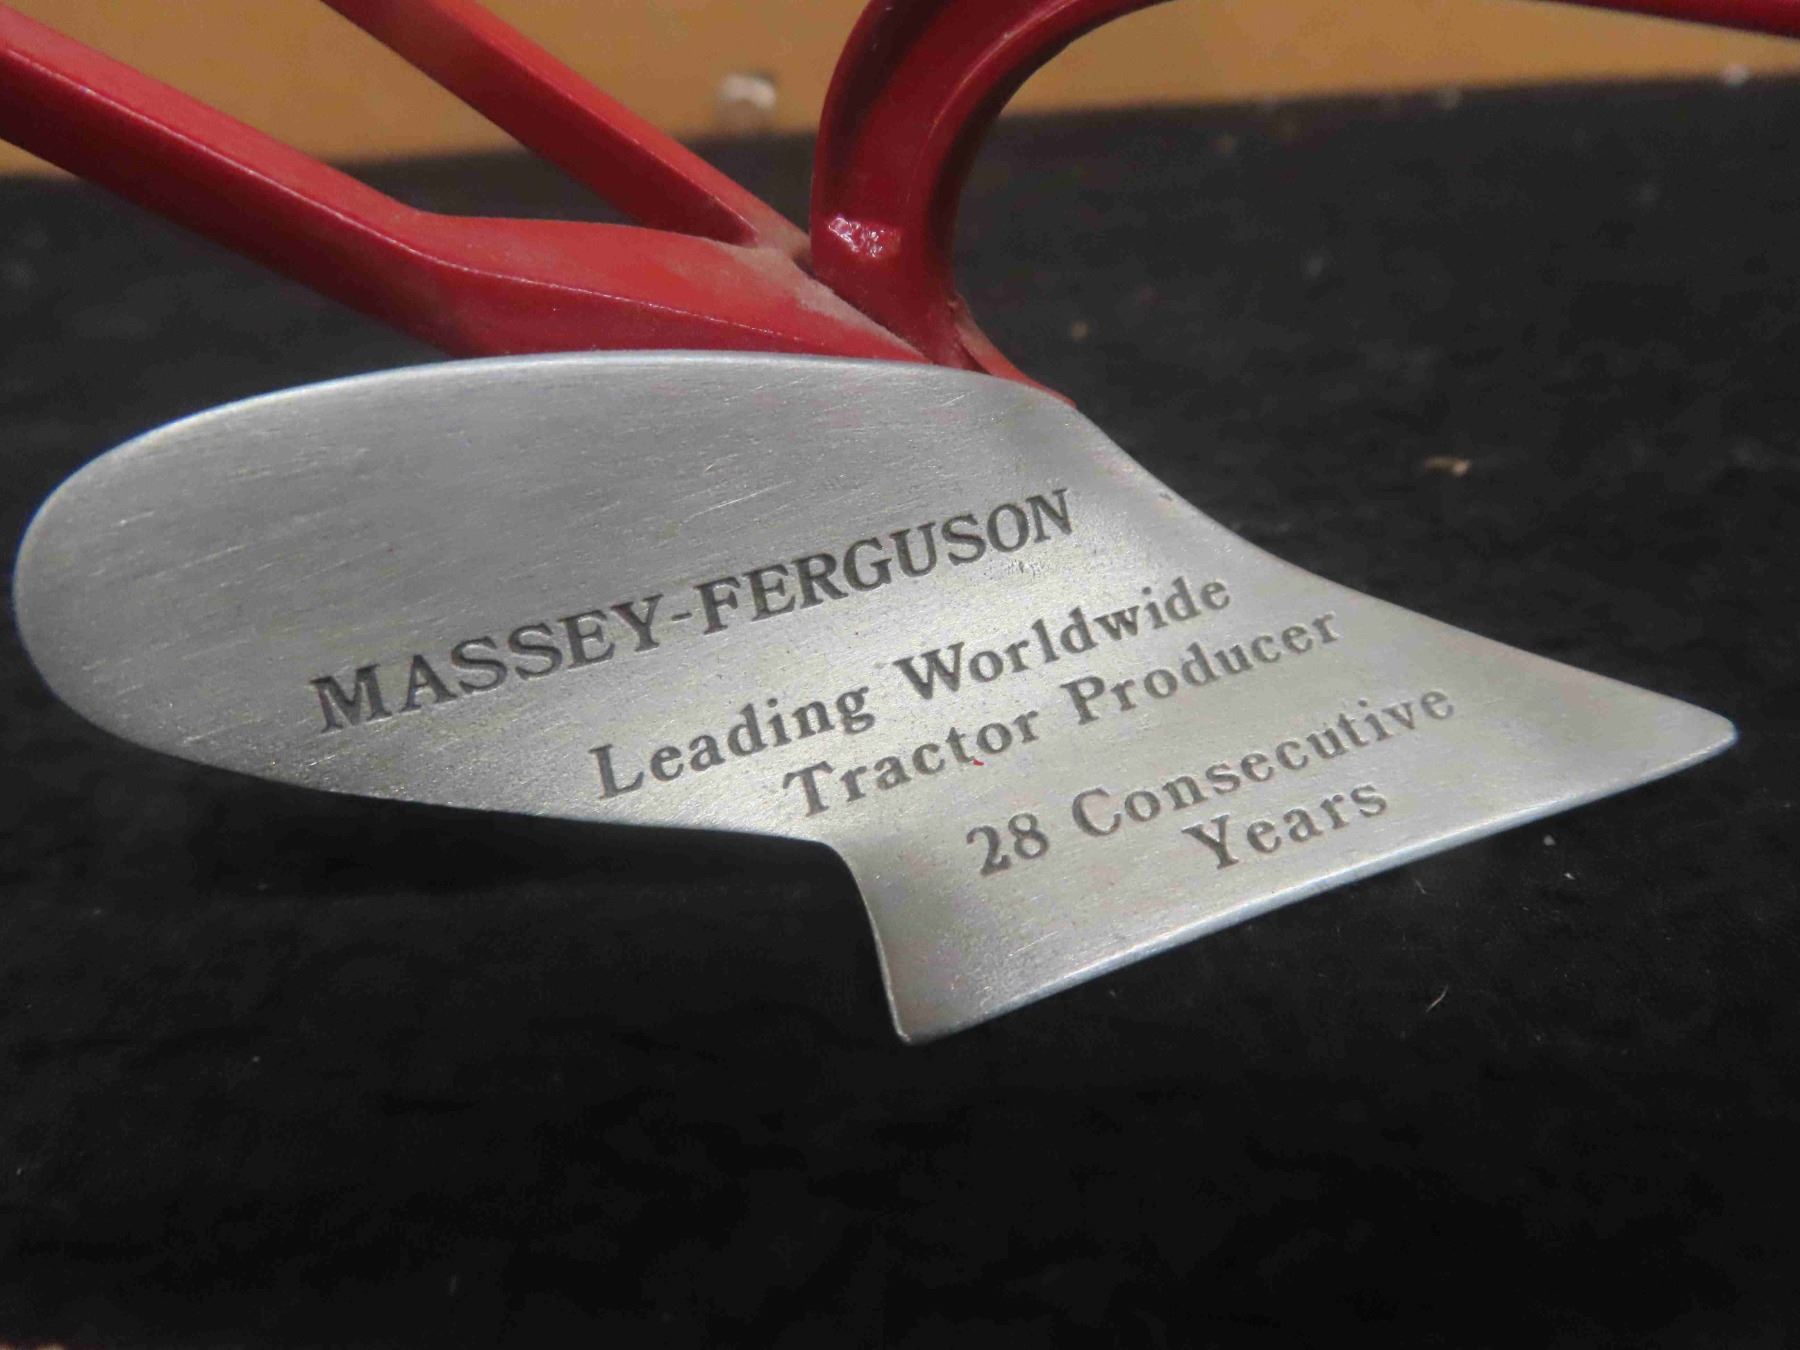 MASSEY-FERGUSON
Leading Worldwide
Tractor Producer
28 Consecutive
Years